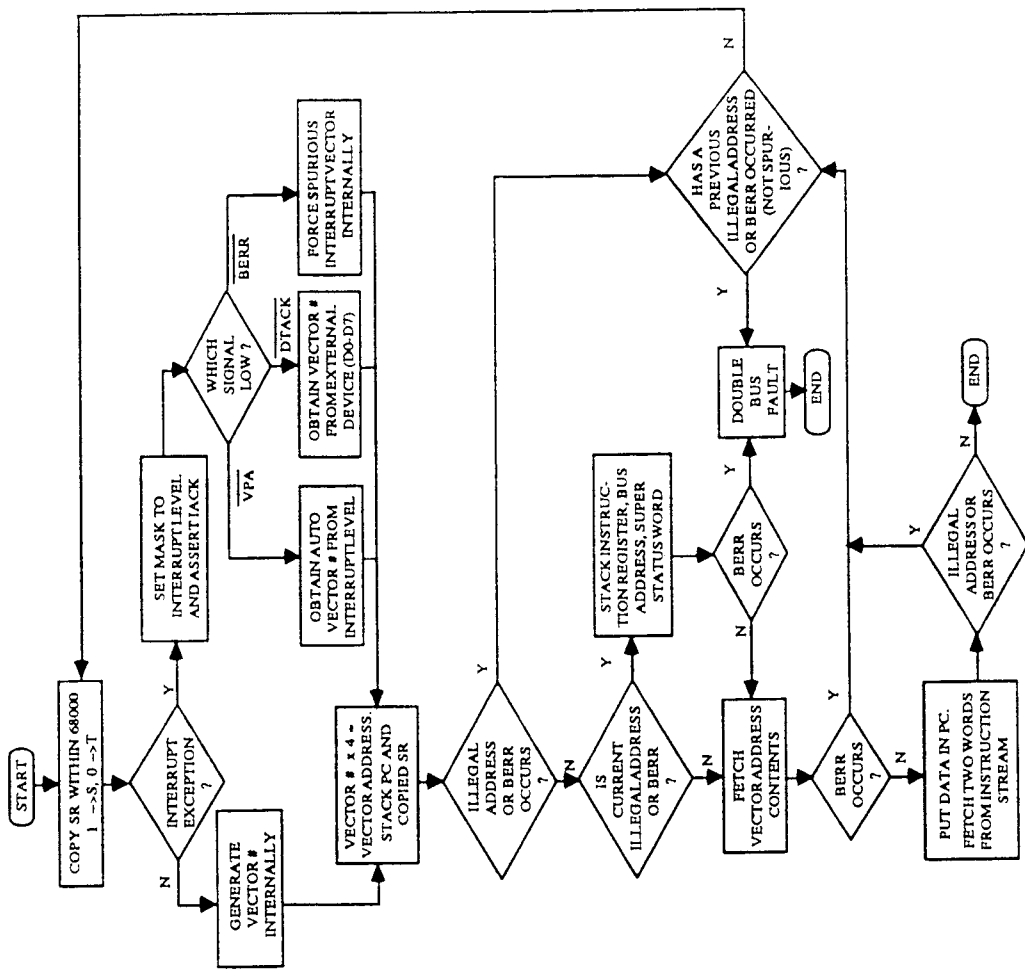 START
COPY SR WITHIN 68000
1 ->S, 0 ->T
INTERRUPT
EXCEPTION
?
Y
N
SET MASK TO
INTERRUPT LEVEL
AND ASSERT IACK
GENERATE
VECTOR #
INTERNALLY
WHICH
SIGNAL
LOW ?
VPA
DTACK
BERR
OBTAIN AUTO
VECTOR # FROM
INTERRUPT LEVEL
OBTAIN VECTOR #
FROM EXTERNAL
DEVICE (D0-D7)
FORCE SPURIOUS
INTERRUPT VECTOR
INTERNALLY
VECTOR # x 4 =
VECTOR ADDRESS.
STACK PC AND
COPIED SR
ILLEGAL
ADDRESS
OR BERR
OCCURS
?
Y
N
IS
CURRENT
ILLEGAL ADDRESS
OR BERR
?
Y
N
STACK INSTRUC-
TION REGISTER, BUS
ADDRESS, SUPER
STATUS WORD
BERR
OCCURS
?
Y
N
DOUBLE
BUS
FAULT
END
HAS A
PREVIOUS
ILLEGAL ADDRESS
OR BERR OCCURRED
(NOT SPUR-
IOUS)
?
Y
N
FETCH
VECTOR ADDRESS
CONTENTS
BERR
OCCURS
?
Y
N
PUT DATA IN PC.
FETCH TWO WORDS
FROM INSTRUCTION
STREAM
ILLEGAL
ADDRESS OR
BERR OCCURS
?
Y
N
END